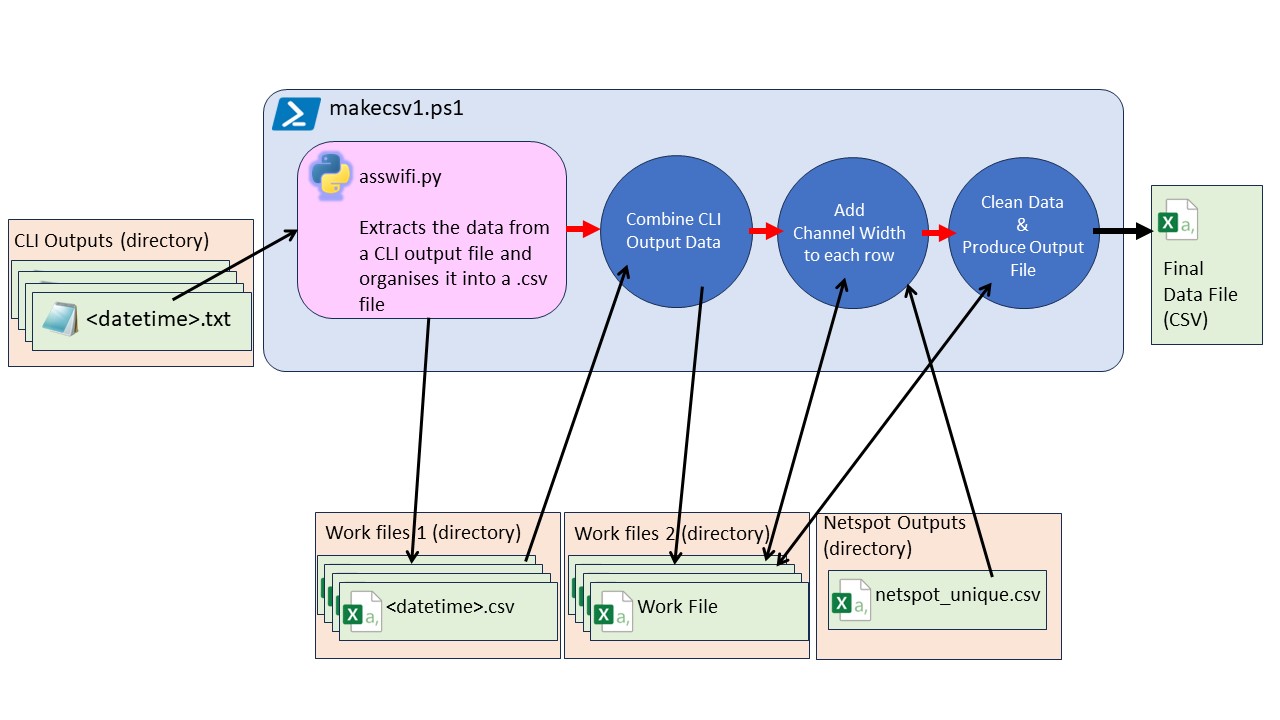 makecsv1.ps1
asswifi.py
Extracts the data from
a CLI output file and
organises it into a .csv
file
Combine CLI
Output Data
Add
Channel Width
to each row
Clean Data
&
Produce Output
File
CLI Outputs (directory)
<datetime>.txt
Final
Data File
(CSV)
Work files 1 (directory)
<datetime>.csv
Work files 2 (directory)
Work File
Netspot Outputs
(directory)
netspot_unique.csv